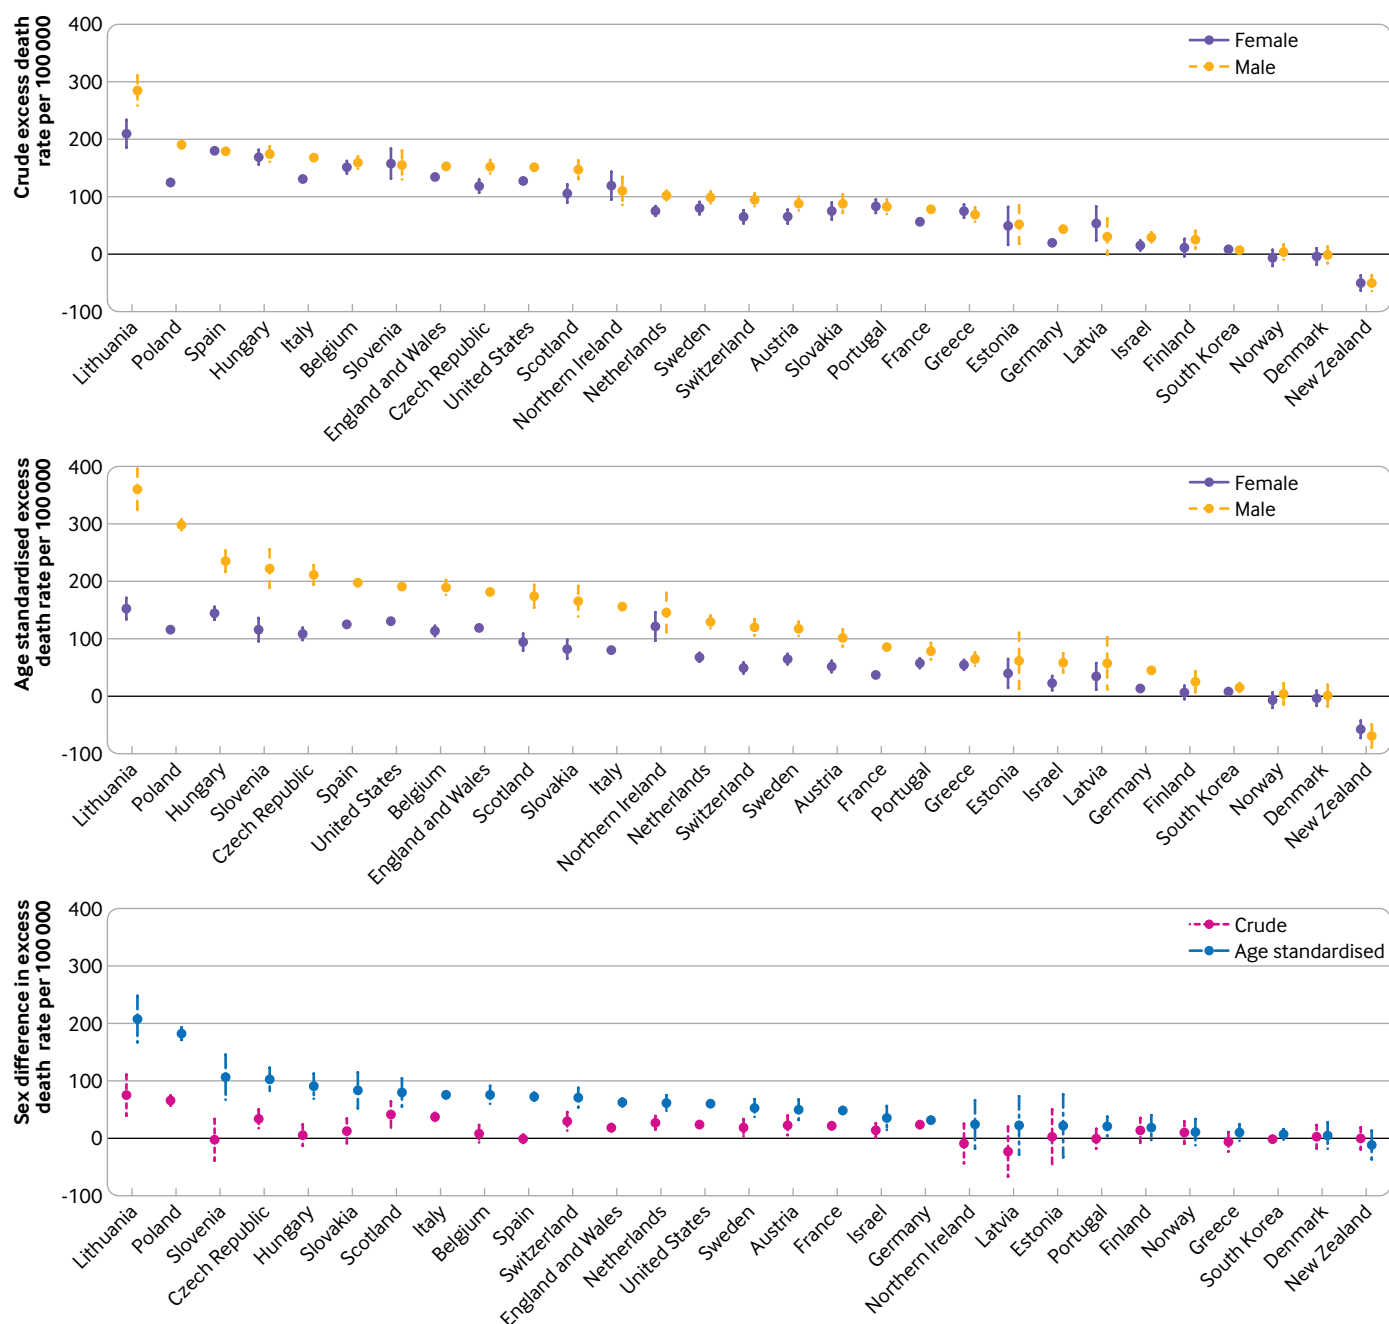 Crude excess death
rate per 100 000
400
300
200
100
0
-100
Female
Male
Lithuania
Poland
Spain
Hungary
Italy
Belgium
Slovenia
England and Wales
Czech Republic
United States
Scotland
Northern Ireland
Netherlands
Sweden
Switzerland
Austria
Slovakia
Portugal
France
Greece
Estonia
Germany
Latvia
Israel
Finland
South Korea
Norway
Denmark
New Zealand
Age standardised excess
death rate per 100 000
400
300
200
100
0
-100
Female
Male
Lithuania
Poland
Hungary
Slovenia
Czech Republic
Spain
United States
Belgium
England and Wales
Scotland
Slovakia
Italy
Northern Ireland
Netherlands
Switzerland
Sweden
Austria
France
Portugal
Greece
Estonia
Israel
Latvia
Germany
Finland
South Korea
Norway
Denmark
New Zealand
Sex difference in excess
death rate per 100 000
400
300
200
100
0
-100
Crude
Age standardised
Lithuania
Poland
Slovenia
Czech Republic
Hungary
Slovakia
Scotland
Italy
Belgium
Spain
Switzerland
England and Wales
Netherlands
United States
Sweden
Austria
France
Israel
Germany
Northern Ireland
Latvia
Estonia
Portugal
Finland
Norway
Greece
South Korea
Denmark
New Zealand